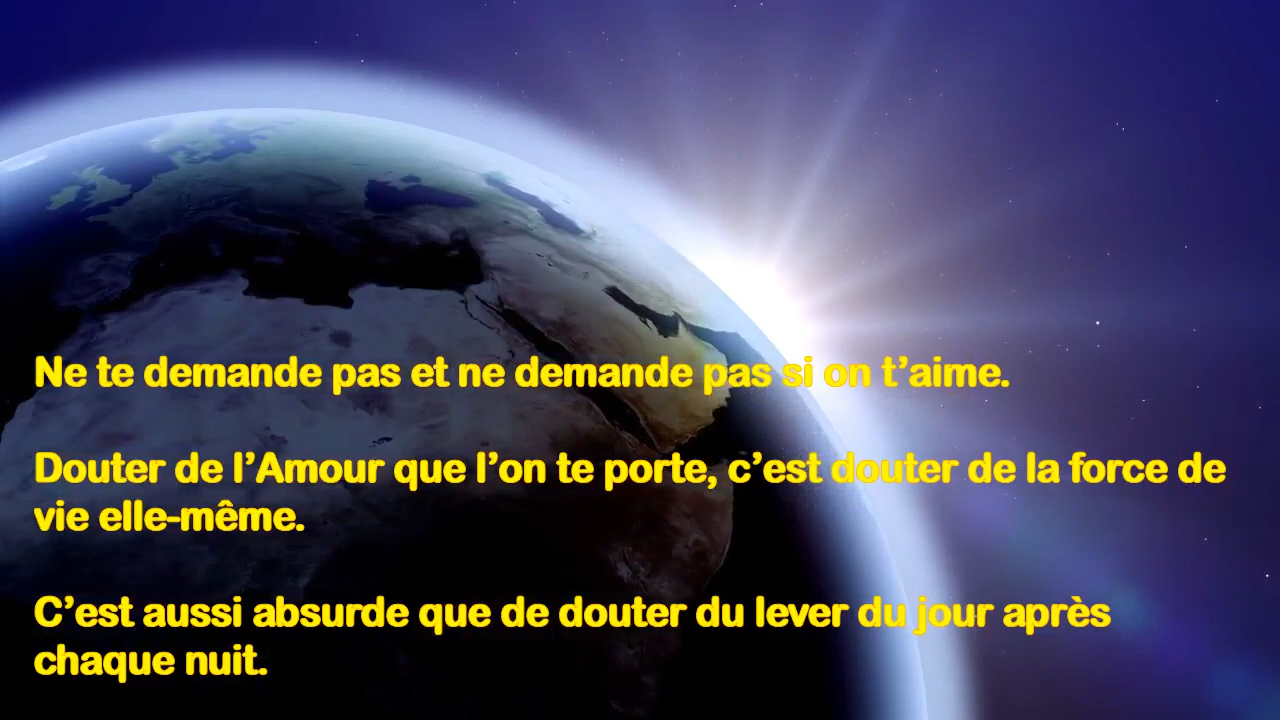 Ne te demande pas et ne demande pas si on t’aime.
Douter de l’Amour que l’on te porte, c’est douter de la force de
vie elle-même.
C’est aussi absurde que de douter du lever du jour après
chaque nuit.